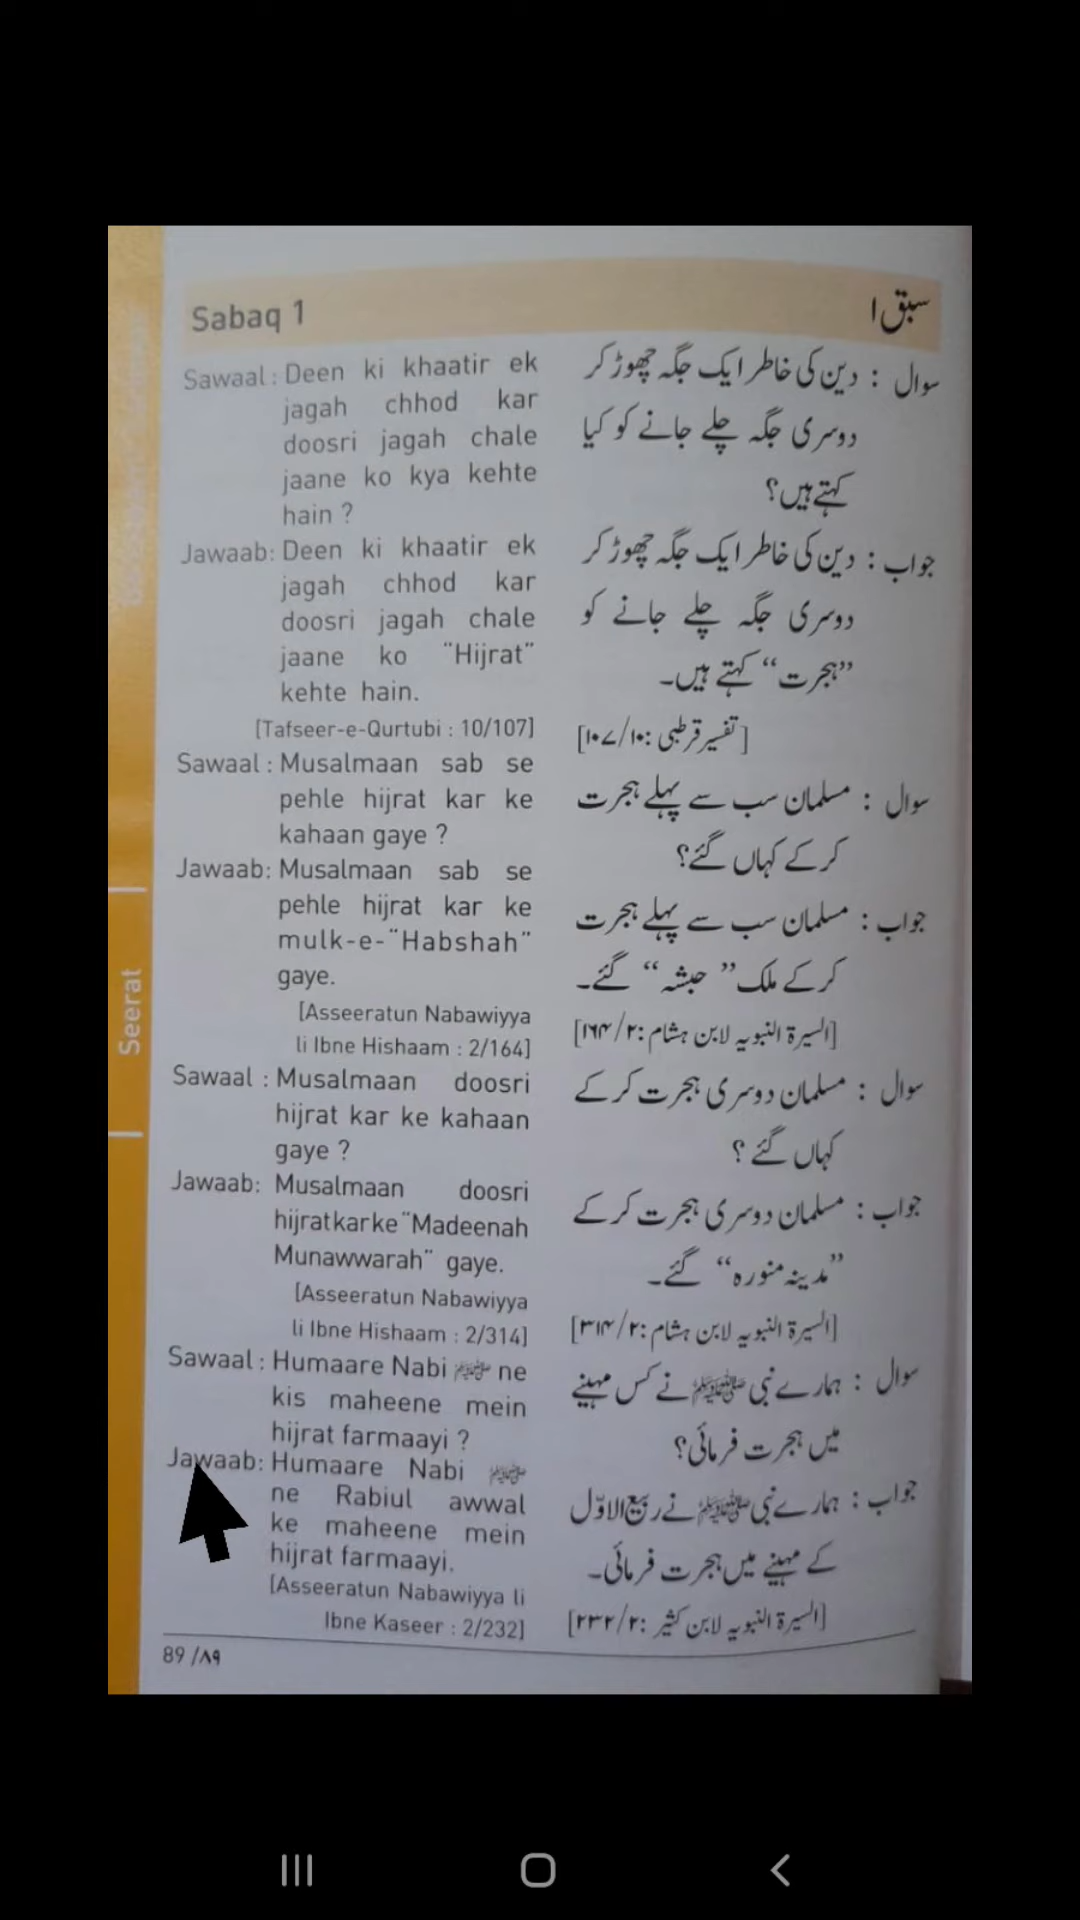 Sabaq 1
سبق ۱
Sawaal : Deen ki khaatir ek
jagah chhod kar
doosri jagah chale
jaane ko kya kehte
hain ?
Jawaab: Deen ki khaatir ek
jagah chhod kar
doosri jagah chale
jaane ko "Hijrat"
kehte hain.
[Tafseer-e-Qurtubi : 10/107]
Sawaal : Musalmaan sab se
pehle hijrat kar ke
kahaan gaye ?
Jawaab: Musalmaan sab se
pehle hijrat kar ke
mulk-e-"Habshah"
gaye.
[Asseeratun Nabawiyya
li Ibne Hishaam : 2/164]
Sawaal : Musalmaan doosri
hijrat kar ke kahaan
gaye ?
Jawaab: Musalmaan doosri
hijrat kar ke "Madeenah
Munawwarah" gaye.
[Asseeratun Nabawiyya
li Ibne Hishaam : 2/314]
Sawaal : Humaare Nabi ﷺ ne
kis maheene mein
hijrat farmaayi ?
Jawaab: Humaare Nabi ﷺ
ne Rabiul awwal
ke maheene mein
hijrat farmaayi.
[Asseeratun Nabawiyya li
Ibne Kaseer : 2/232]
سوال : دین کی خاطر ایک جگہ چھوڑ کر
دوسری جگہ چلے جانے کو کیا
کہتے ہیں؟
جواب : دین کی خاطر ایک جگہ چھوڑ کر
دوسری جگہ چلے جانے کو
”ہجرت“ کہتے ہیں۔
[تفسیر قرطبی :۱۰/۱۰۷]
سوال : مسلمان سب سے پہلے ہجرت
کرکے کہاں گئے؟
جواب : مسلمان سب سے پہلے ہجرت
کرکے ملک ”حبشہ“ گئے۔
[السیرۃ النبویہ لابن ہشام :۲/۱۶۴]
سوال : مسلمان دوسری ہجرت کرکے
کہاں گئے ؟
جواب : مسلمان دوسری ہجرت کرکے
”مدینہ منورہ“ گئے۔
[السیرۃ النبویہ لابن ہشام :۲/۳۱۴]
سوال : ہمارے نبی ﷺ نے کس مہینے
میں ہجرت فرمائی؟
جواب : ہمارے نبی ﷺ نے ربیع الاوّل
کے مہینے میں ہجرت فرمائی۔
[السیرۃ النبویہ لابن کثیر :۲/۲۳۲]
Seerat
89 /۸۹